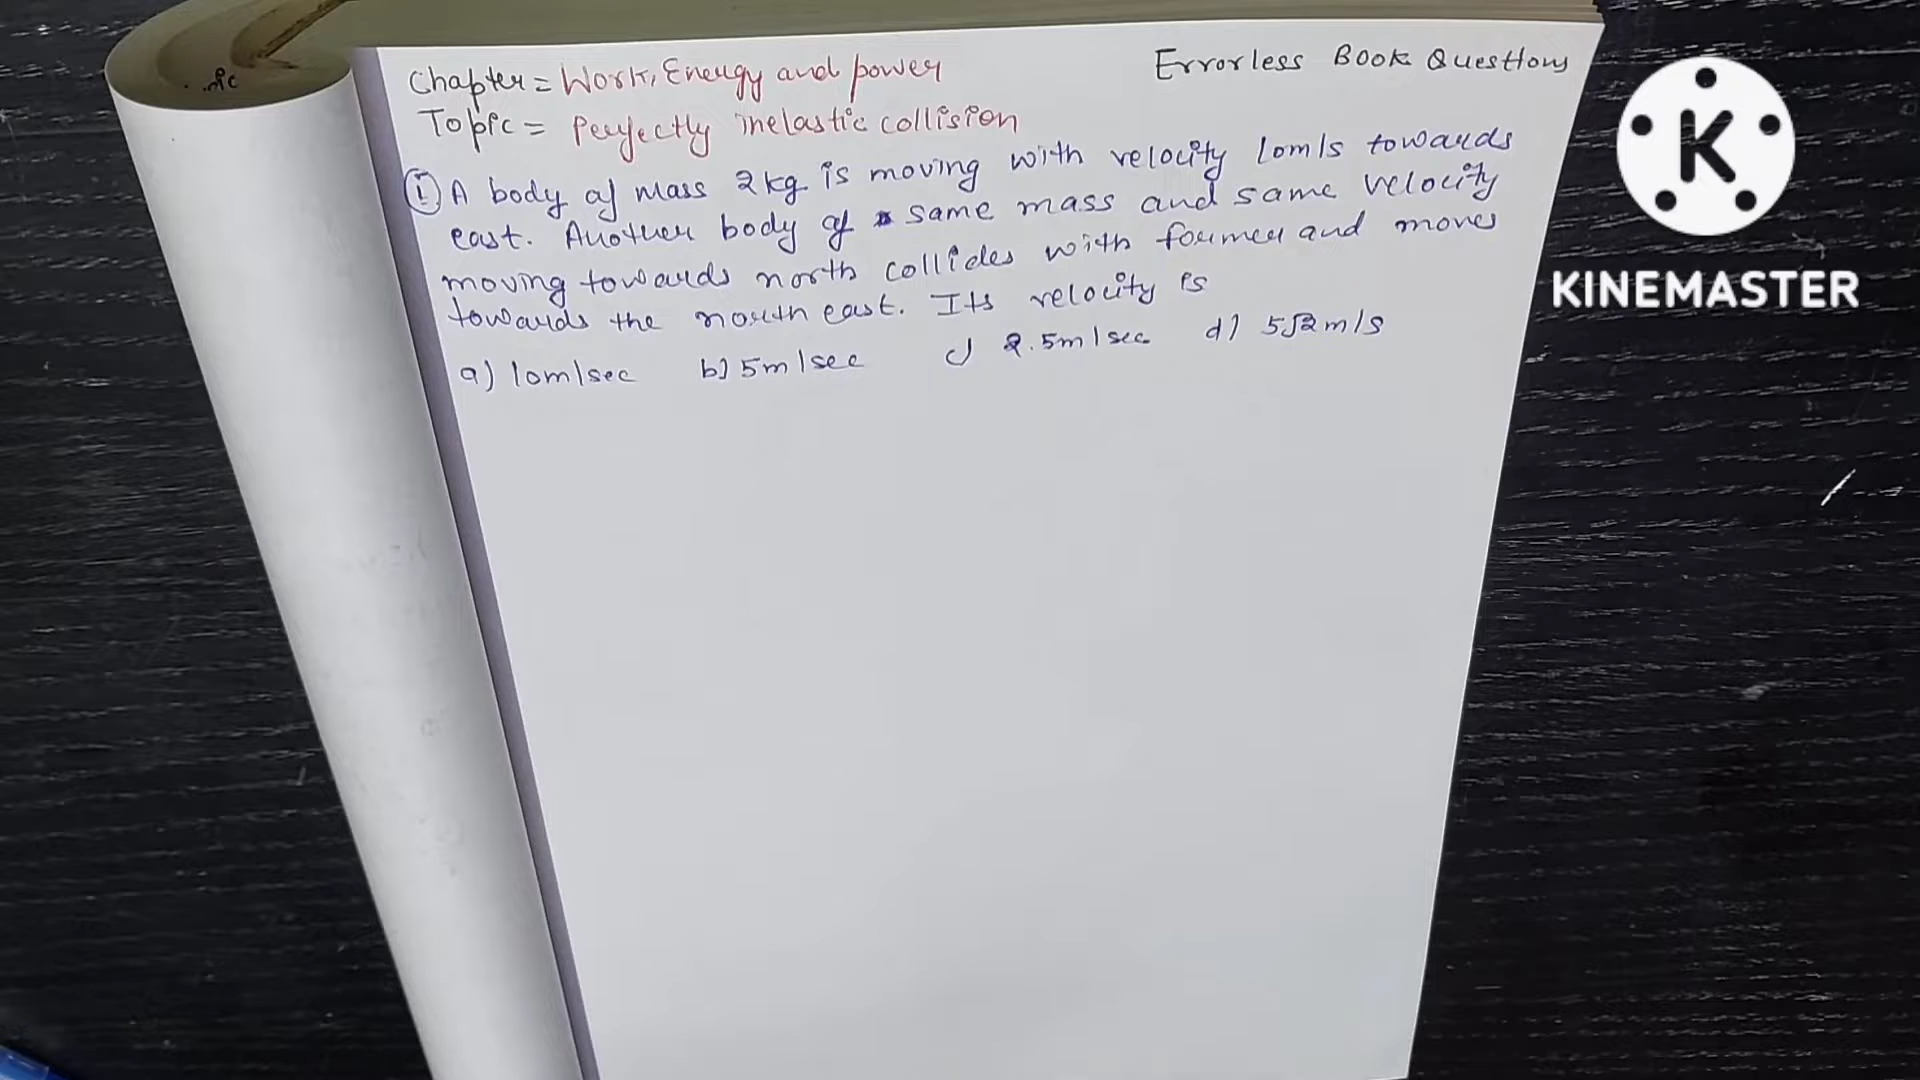 Errorless Book Questions
Chapter = Work, Energy and power
Topic = Perfectly inelastic collision
① A body of mass 2 kg is moving with velocity 10m/s towards
east. Another body of same mass and same velocity
moving towards north collides with former and moves
towards the north east. Its velocity is
a) 10m/sec b) 5m/sec c) 2.5m/sec d) 5√2 m/s
K
KINEMASTER